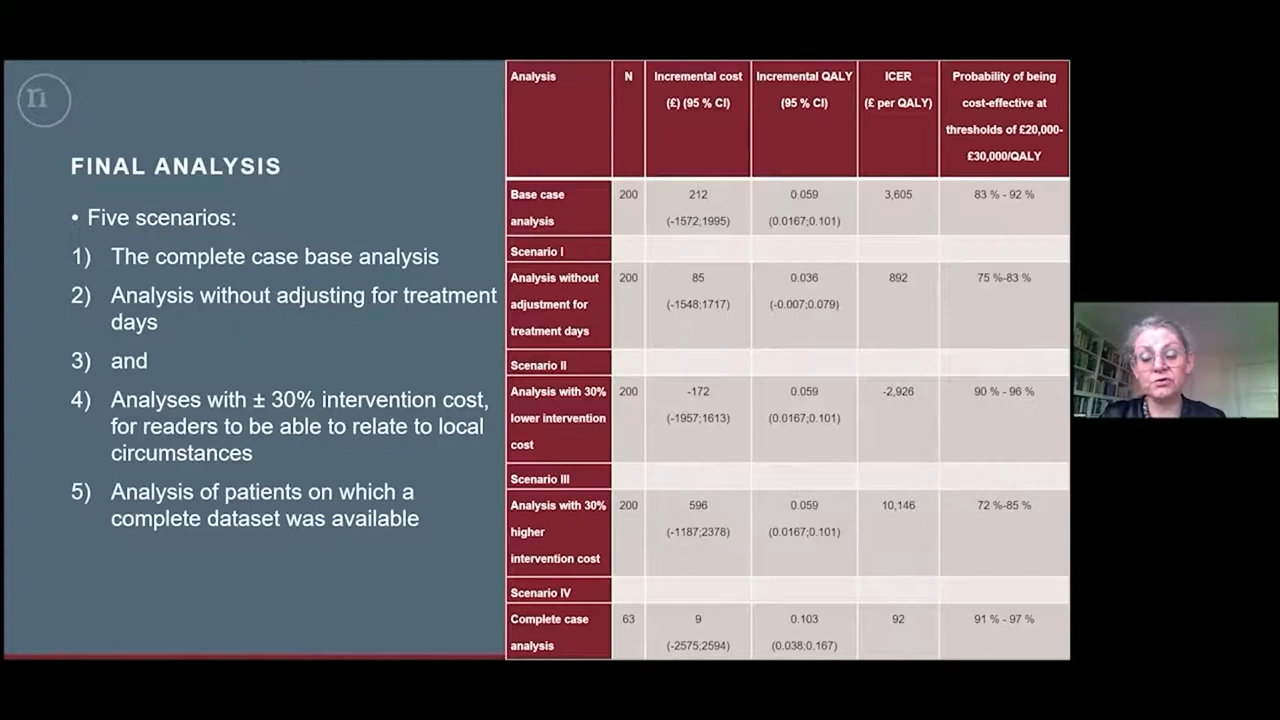 n
FINAL ANALYSIS
• Five scenarios:
1) The complete case base analysis
2) Analysis without adjusting for treatment
days
3) and
4) Analyses with ± 30% intervention cost,
for readers to be able to relate to local
circumstances
5) Analysis of patients on which a
complete dataset was available
Analysis N Incremental cost Incremental QALY ICER Probability of being
(£) (95 % CI) (95 % CI) (£ per QALY) cost-effective at
thresholds of £20,000-
£30,000/QALY
Base case 200 212 0.059 3,605 83 % - 92 %
analysis (-1572;1995) (0.0167;0.101)
Scenario I
Analysis without 200 85 0.036 892 75 %-83 %
adjustment for (-1548;1717) (-0.007;0.079)
treatment days
Scenario II
Analysis with 30% 200 -172 0.059 -2,926 90 % - 96 %
lower intervention (-1957;1613) (0.0167;0.101)
cost
Scenario III
Analysis with 30% 200 596 0.059 10,146 72 %-85 %
higher (-1187;2378) (0.0167;0.101)
intervention cost
Scenario IV
Complete case 63 9 0.103 92 91 % - 97 %
analysis (-2575;2594) (0.038;0.167)